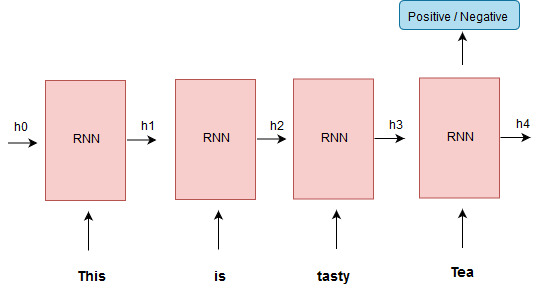 Positive / Negative
h0
RNN
h1
RNN
h2
RNN
h3
RNN
h4
This
is
tasty
Tea